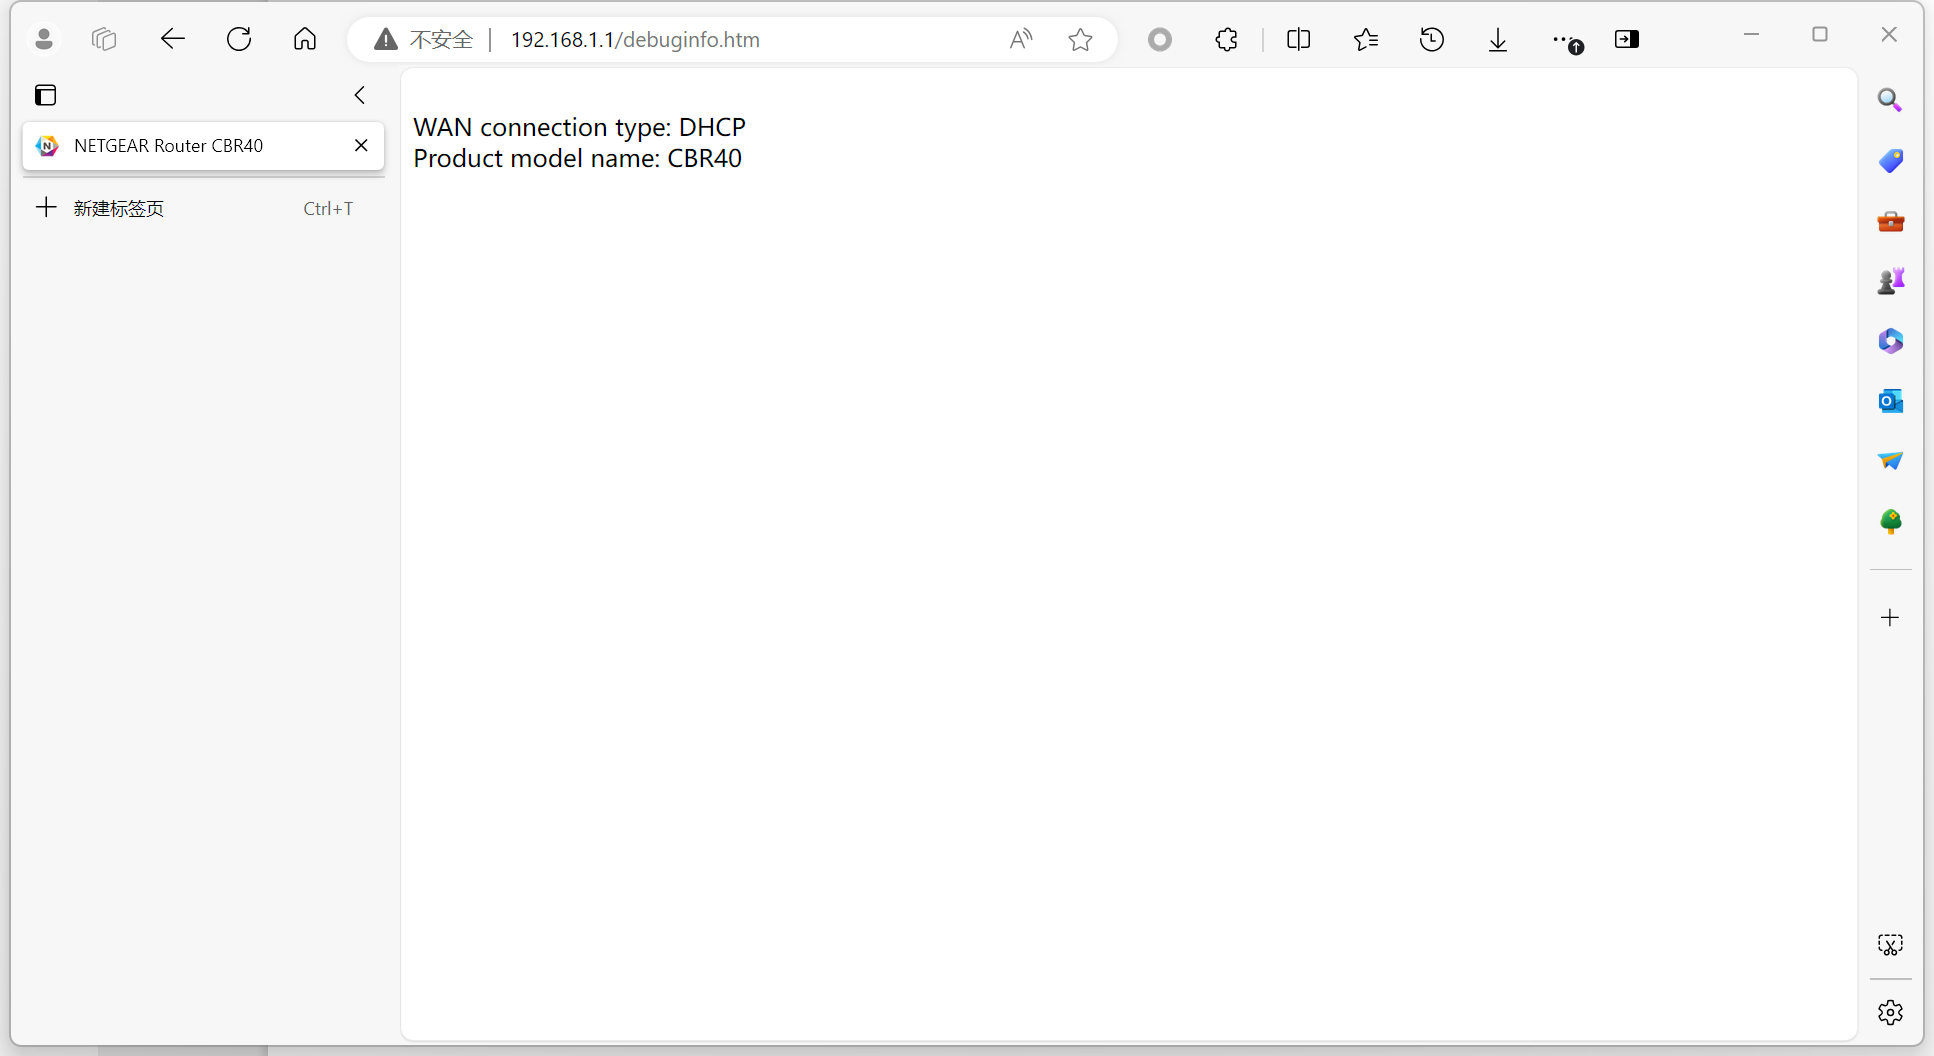 不安全 192.168.1.1/debuginfo.htm
NETGEAR Router CBR40
新建标签页 Ctrl+T
WAN connection type: DHCP
Product model name: CBR40